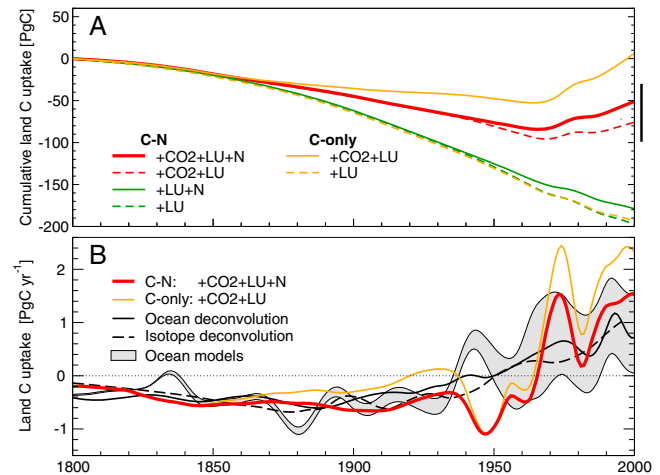 A
Cumulative land C uptake [PgC]
0
-50
-100
-150
-200
C-N
+CO2+LU+N
+CO2+LU
+LU+N
+LU
C-only
+CO2+LU
+LU
B
Land C uptake [PgC yr-1]
2
1
0
-1
C-N: +CO2+LU+N
C-only: +CO2+LU
Ocean deconvolution
Isotope deconvolution
Ocean models
1800 1850 1900 1950 2000